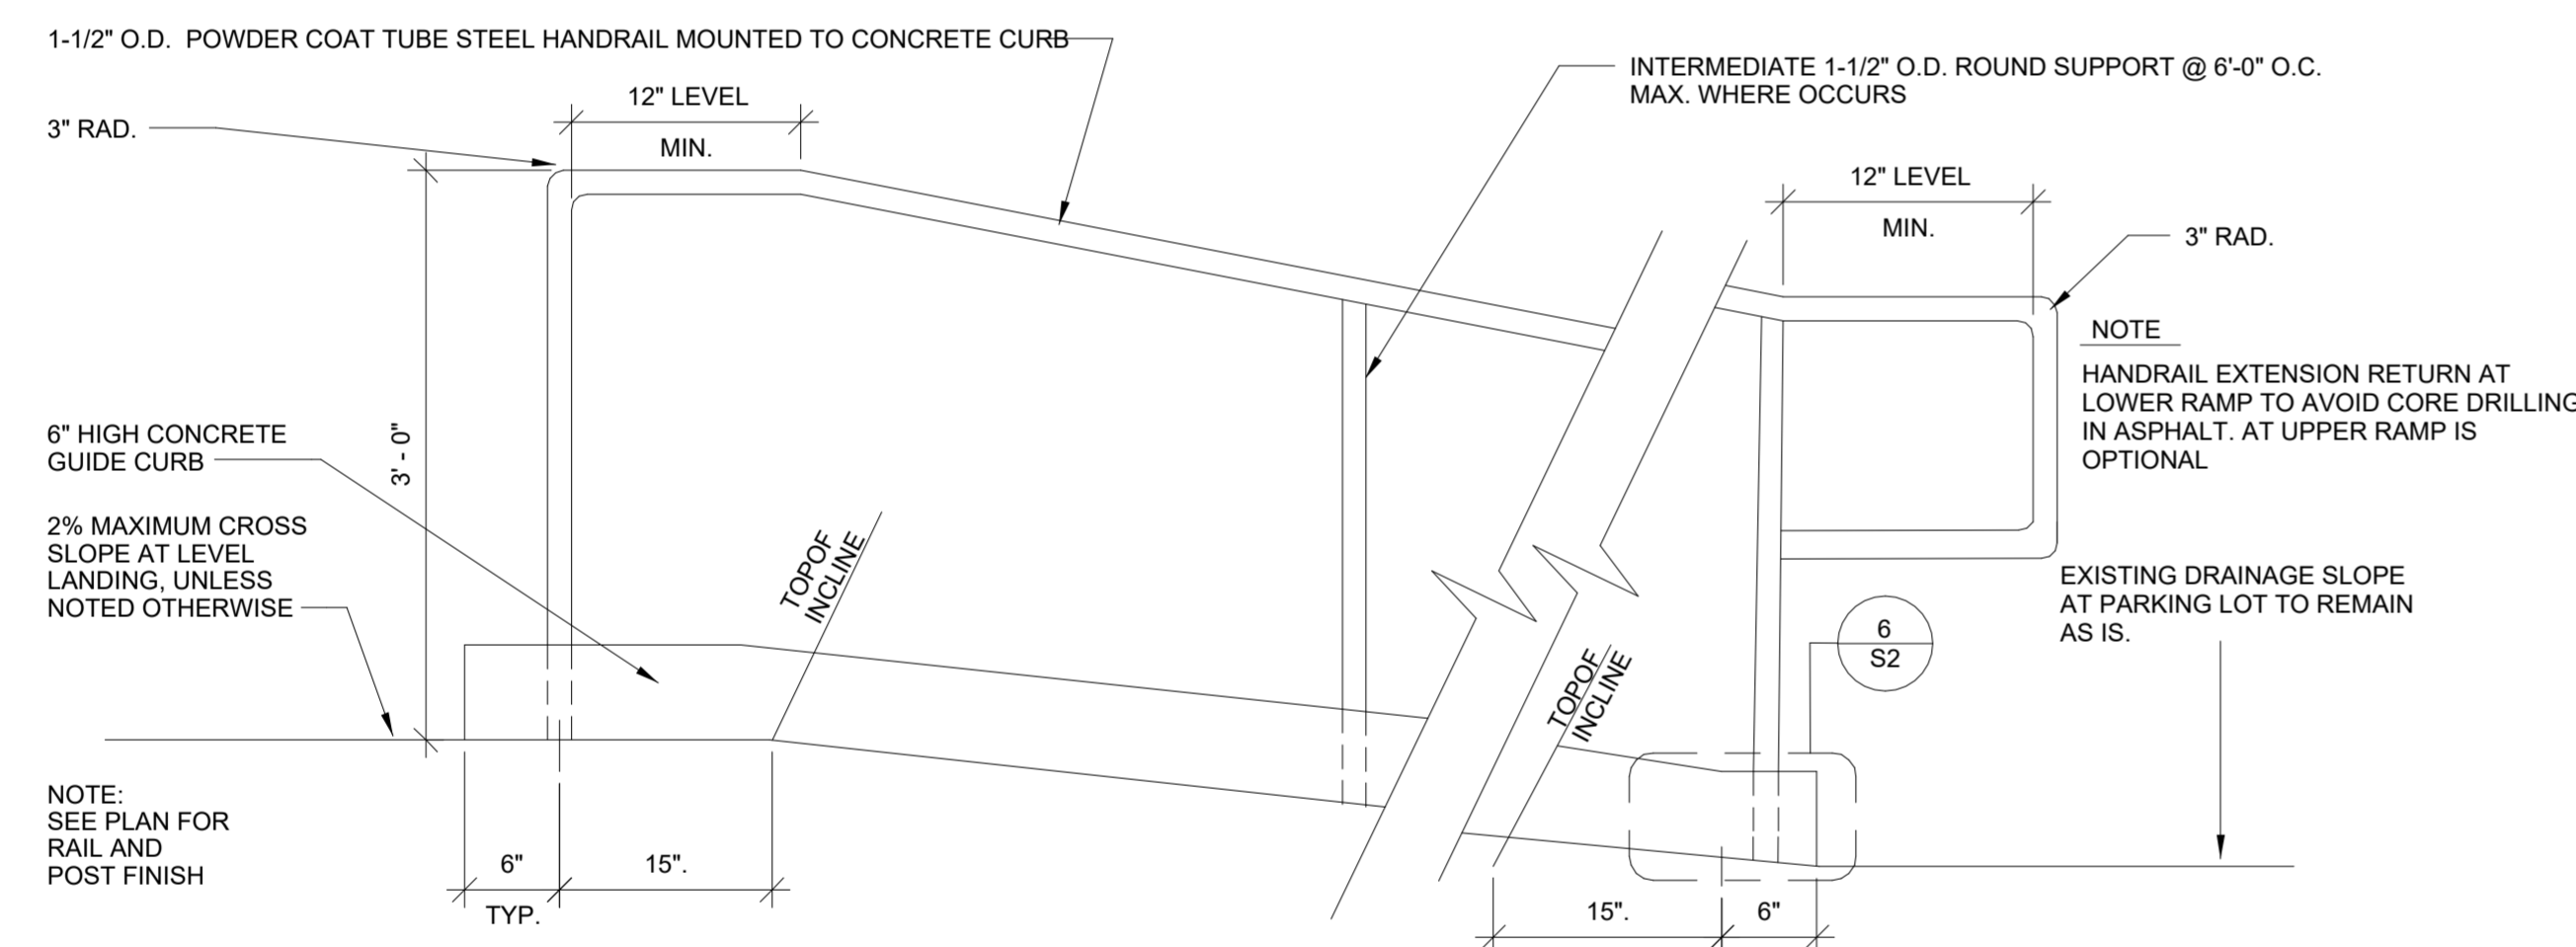 1-1/2" O.D. POWDER COAT TUBE STEEL HANDRAIL MOUNTED TO CONCRETE CURB
INTERMEDIATE 1-1/2" O.D. ROUND SUPPORT @ 6'-0" O.C.
MAX. WHERE OCCURS
12" LEVEL
MIN.
3" RAD.
12" LEVEL
MIN.
3" RAD.
NOTE
HANDRAIL EXTENSION RETURN AT
LOWER RAMP TO AVOID CORE DRILLING
IN ASPHALT. AT UPPER RAMP IS
OPTIONAL
3' - 0"
6" HIGH CONCRETE
GUIDE CURB
2% MAXIMUM CROSS
SLOPE AT LEVEL
LANDING, UNLESS
NOTED OTHERWISE
TOPOF
INCLINE
EXISTING DRAINAGE SLOPE
AT PARKING LOT TO REMAIN
AS IS.
6
S2
TOPOF
INCLINE
NOTE:
SEE PLAN FOR
RAIL AND
POST FINISH
6"
TYP.
15".
15".
6"